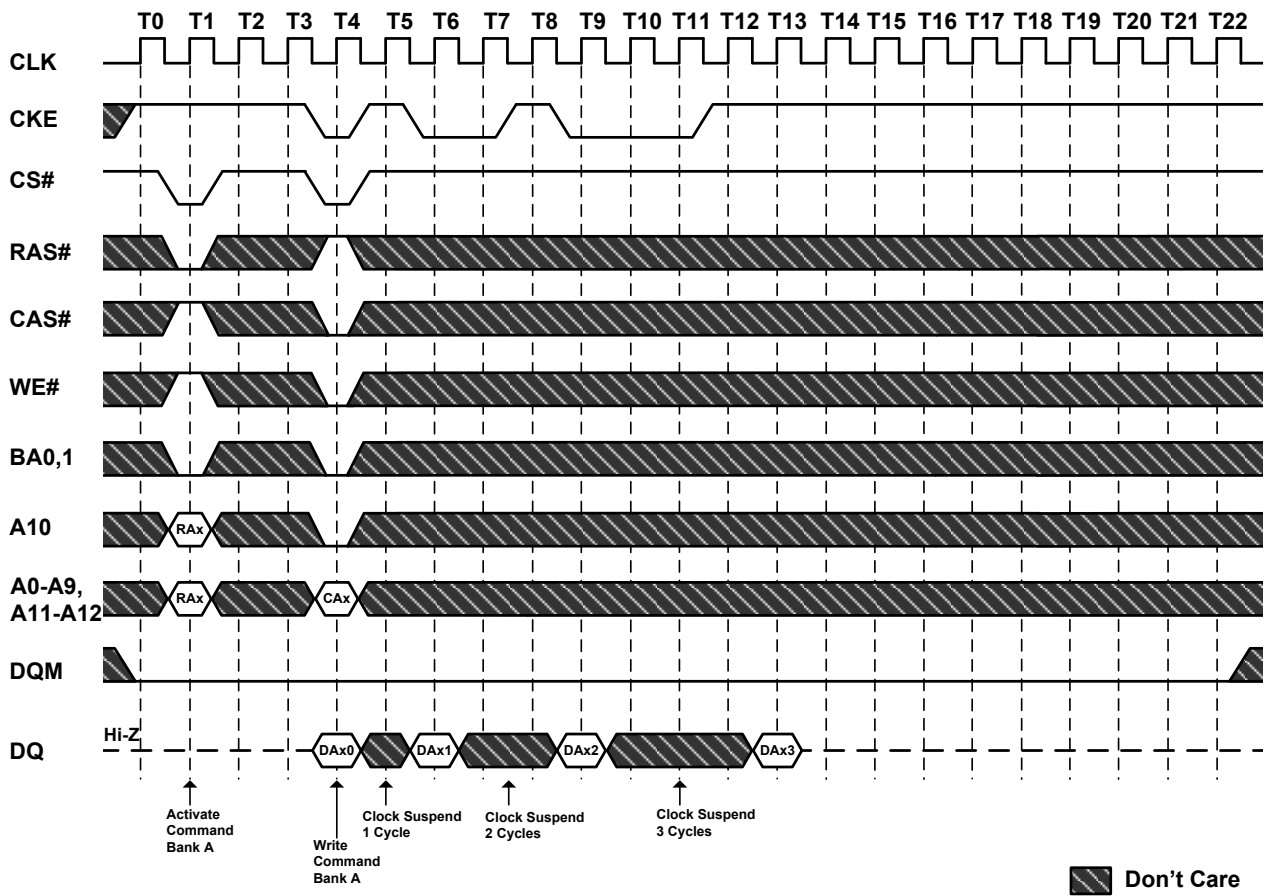 T0 T1 T2 T3 T4 T5 T6 T7 T8 T9 T10 T11 T12 T13 T14 T15 T16 T17 T18 T19 T20 T21 T22
CLK
CKE
CS#
RAS#
CAS#
WE#
BA0,1
A10 RAx
A0-A9,
A11-A12 RAx CAx
DQM
Hi-Z
DQ DAx0 DAx1 DAx2 DAx3
Activate
Command
Bank A
Write
Command
Bank A
Clock Suspend
1 Cycle
Clock Suspend
2 Cycles
Clock Suspend
3 Cycles
Don't Care